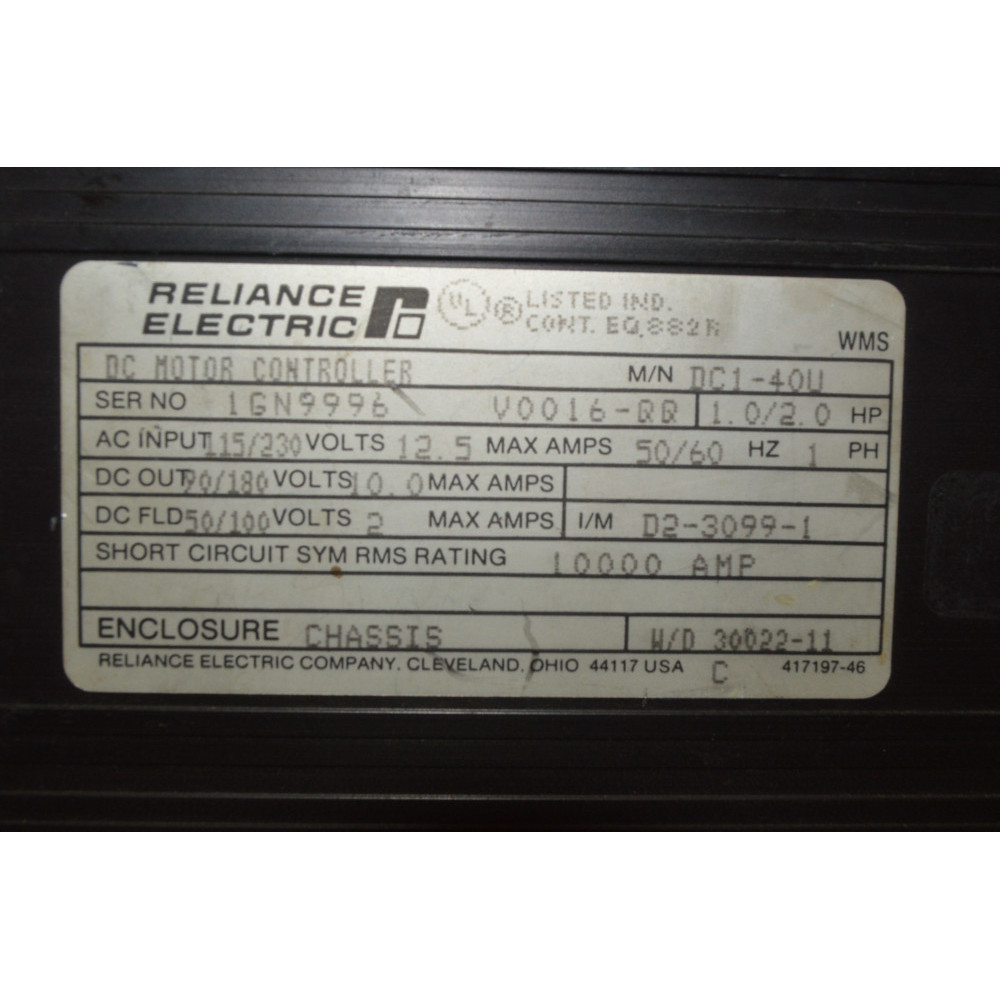 RELIANCE ELECTRIC
UL ® LISTED IND. CONT. EQ. 882R
WMS
DC MOTOR CONTROLLER M/N DC1-40U
SER NO 1GN9996 V0016-QQ 1.0/2.0 HP
AC INPUT 115/230 VOLTS 12.5 MAX AMPS 50/60 HZ 1 PH
DC OUT 90/180 VOLTS 10.0 MAX AMPS
DC FLD 50/100 VOLTS 2 MAX AMPS I/M D2-3099-1
SHORT CIRCUIT SYM RMS RATING 10000 AMP
ENCLOSURE CHASSIS W/D 30022-11
RELIANCE ELECTRIC COMPANY. CLEVELAND, OHIO 44117 USA C 417197-46